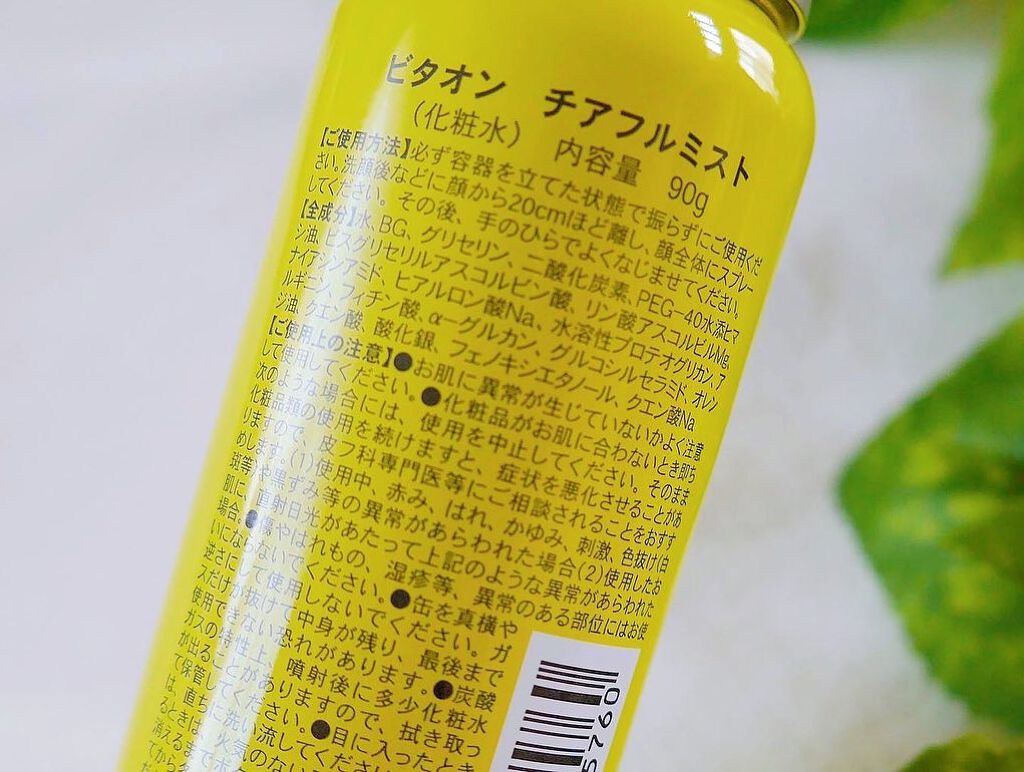 ビタオン チアフルミスト
(化粧水) 内容量 90g
【ご使用方法】必ず容器を立てた状態で振らずにご使用くだ
さい。洗顔後などに顔から20cmほど離し、顔全体にスプレー
してください。その後、手のひらでよくなじませてください。
【全成分】水、BG、グリセリン、二酸化炭素、PEG-40水添ヒマ
シ油、ビスグリセリルアスコルビン酸、リン酸アスコルビルMg、
ナイアシンアミド、ヒアルロン酸Na、水溶性プロテオグリカン、ア
ルギニン、フィチン酸、α-グルカン、グルコシルセラミド、オレン
ジ油、クエン酸、酸化銀、フェノキシエタノール、クエン酸Na
【ご使用上の注意】●お肌に異常が生じていないかよく注意
して使用してください。●化粧品がお肌に合わないとき即ち
次のような場合には、使用を中止してください。そのまま
化粧品類の使用を続けますと、症状を悪化させることがあ
りますので、皮フ科専門医等にご相談されることをおすす
めします。(1)使用中、赤み、はれ、かゆみ、刺激、色抜け(白
斑等)や黒ずみ等の異常があらわれた場合(2)使用したお
肌に、直射日光があたって上記のような異常があらわれた
場合。●傷やはれもの、湿疹等、異常のある部位にはお使
いにならないでください。●缶を真横や
逆さにして使用しないでください。ガ
スだけが抜けて中身が残り、最後まで
使用できない恐れがあります。●炭酸
ガスの特性上、噴射後に多少化粧水
が出ることがありますので、拭き取っ
て保管してください。●目に入ったとき
は、直ちに洗い流してください。
るときは、火気のない
消えるまで
てから
5760